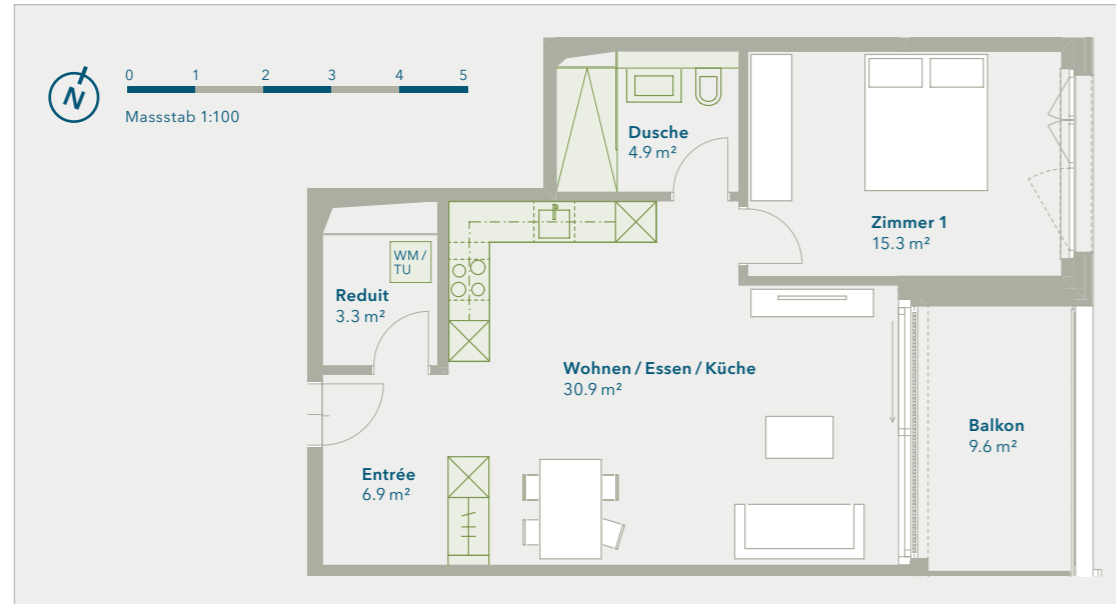 N
0 1 2 3 4 5
Massstab 1:100
Dusche
4.9 m²
Zimmer 1
15.3 m²
WM /
TU
Reduit
3.3 m²
Wohnen / Essen / Küche
30.9 m²
Balkon
9.6 m²
Entrée
6.9 m²